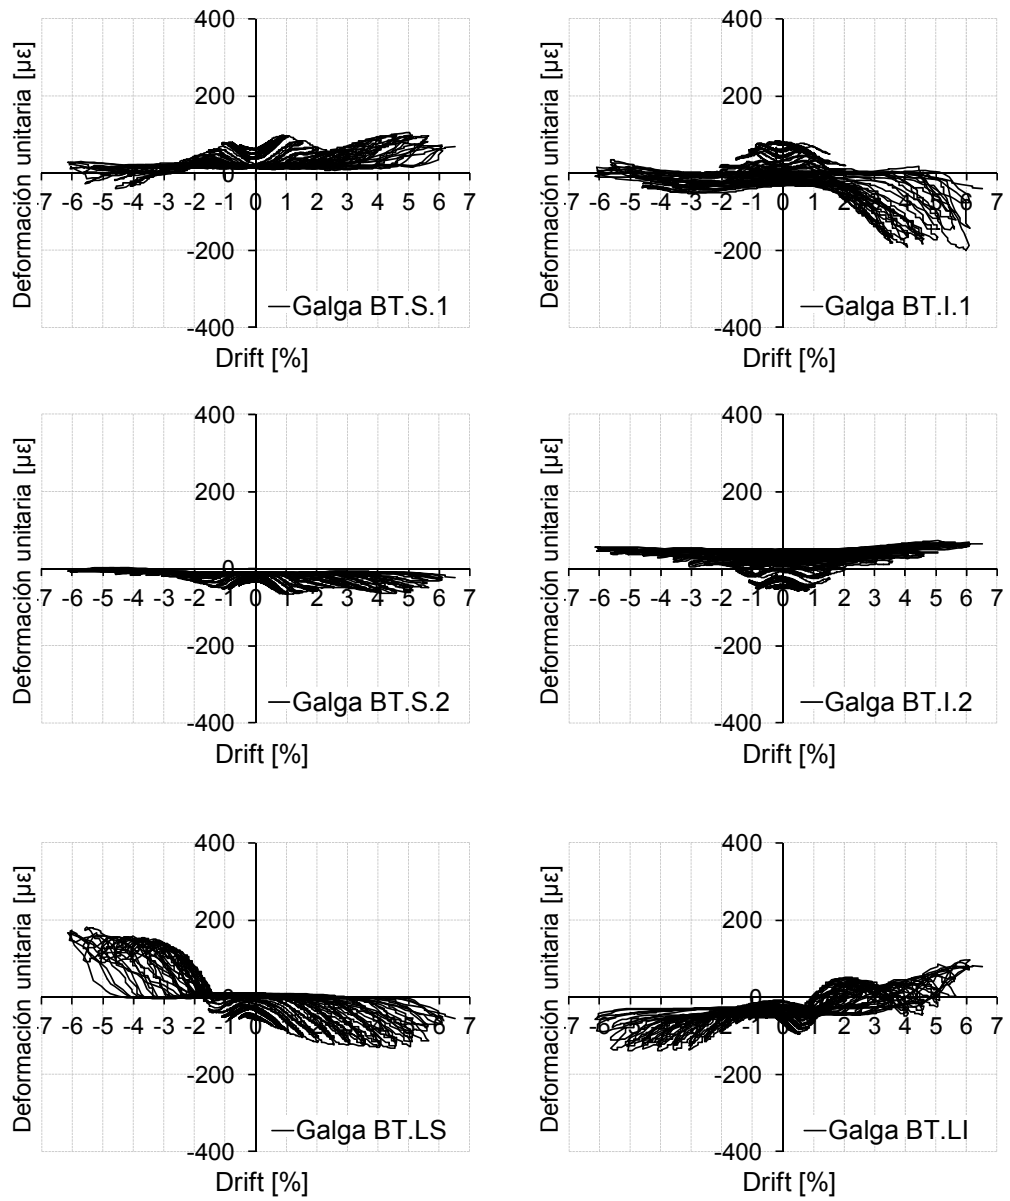 Deformación unitaria [µε]
400
200
0
-200
-400
-7 -6 -5 -4 -3 -2 -1 0 1 2 3 4 5 6 7
Galga BT.S.1
Drift [%]
Deformación unitaria [µε]
400
200
0
-200
-400
-7 -6 -5 -4 -3 -2 -1 0 1 2 3 4 5 6 7
Galga BT.I.1
Drift [%]
Deformación unitaria [µε]
400
200
0
-200
-400
-7 -6 -5 -4 -3 -2 -1 0 1 2 3 4 5 6 7
Galga BT.S.2
Drift [%]
Deformación unitaria [µε]
400
200
0
-200
-400
-7 -6 -5 -4 -3 -2 -1 0 1 2 3 4 5 6 7
Galga BT.I.2
Drift [%]
Deformación unitaria [µε]
400
200
0
-200
-400
-7 -6 -5 -4 -3 -2 -1 0 1 2 3 4 5 6 7
Galga BT.LS
Drift [%]
Deformación unitaria [µε]
400
200
0
-200
-400
-7 -6 -5 -4 -3 -2 -1 0 1 2 3 4 5 6 7
Galga BT.LI
Drift [%]